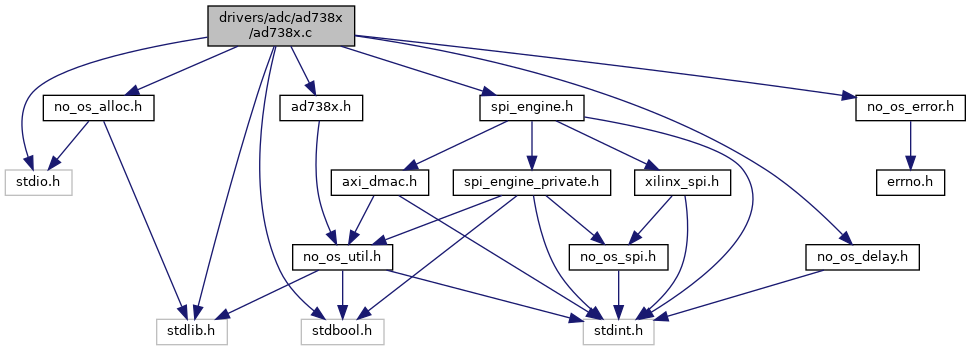 drivers/adc/ad738x
/ad738x.c
no_os_alloc.h
ad738x.h
spi_engine.h
no_os_error.h
stdio.h
axi_dmac.h
spi_engine_private.h
xilinx_spi.h
errno.h
no_os_util.h
no_os_spi.h
no_os_delay.h
stdlib.h
stdbool.h
stdint.h